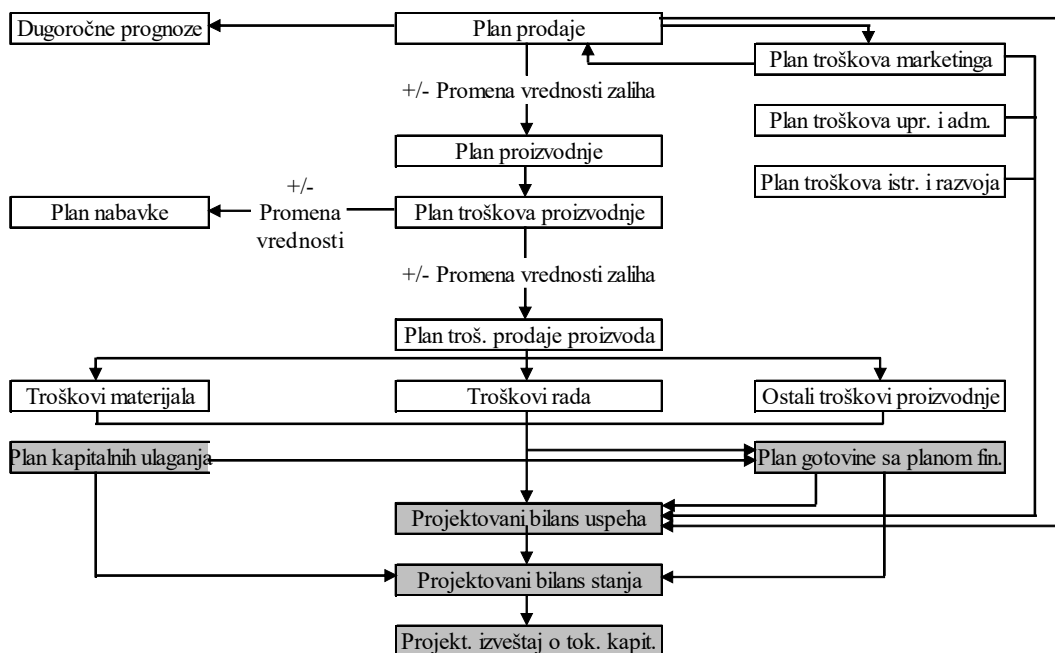 Dugoročne prognoze
Plan prodaje
Plan troškova marketinga
+/- Promena vrednosti zaliha
Plan troškova upr. i adm.
Plan proizvodnje
Plan troškova istr. i razvoja
+/-
Promena
vrednosti
Plan nabavke
Plan troškova proizvodnje
+/- Promena vrednosti zaliha
Plan troš. prodaje proizvoda
Troškovi materijala
Troškovi rada
Ostali troškovi proizvodnje
Plan kapitalnih ulaganja
Plan gotovine sa planom fin.
Projektovani bilans uspeha
Projektovani bilans stanja
Projekt. izveštaj o tok. kapit.